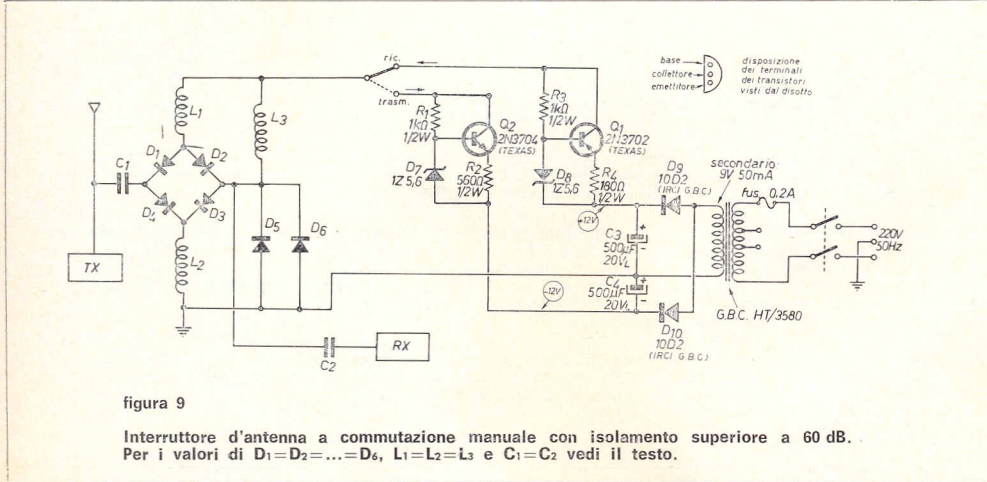 ric.
trasm.
base
collettore
emettitore
disposizione
dei terminali
dei transistori
visti dal disotto
L1
L3
D1
D2
C1
D4
D3
L2
D5
D6
TX
RX
C2
R1
1kΩ
1/2W
Q2
2N3704
(TEXAS)
D7
1Z5,6
R2
560Ω
1/2W
R3
1kΩ
1/2W
Q1
2N3702
(TEXAS)
D8
1Z5,6
R4
180Ω
1/2W
D9
10D2
(IRCI G.B.C)
secondario:
9V 50mA
fus 0.2A
220V
50Hz
+12V
C3
500µF
20VL
C4
500µF
20VL
-12V
D10
10D2
(IRCI G.B.C)
G.B.C. HT/3580
figura 9
Interruttore d'antenna a commutazione manuale con isolamento superiore a 60 dB.
Per i valori di D1=D2=...=D6, L1=L2=L3 e C1=C2 vedi il testo.